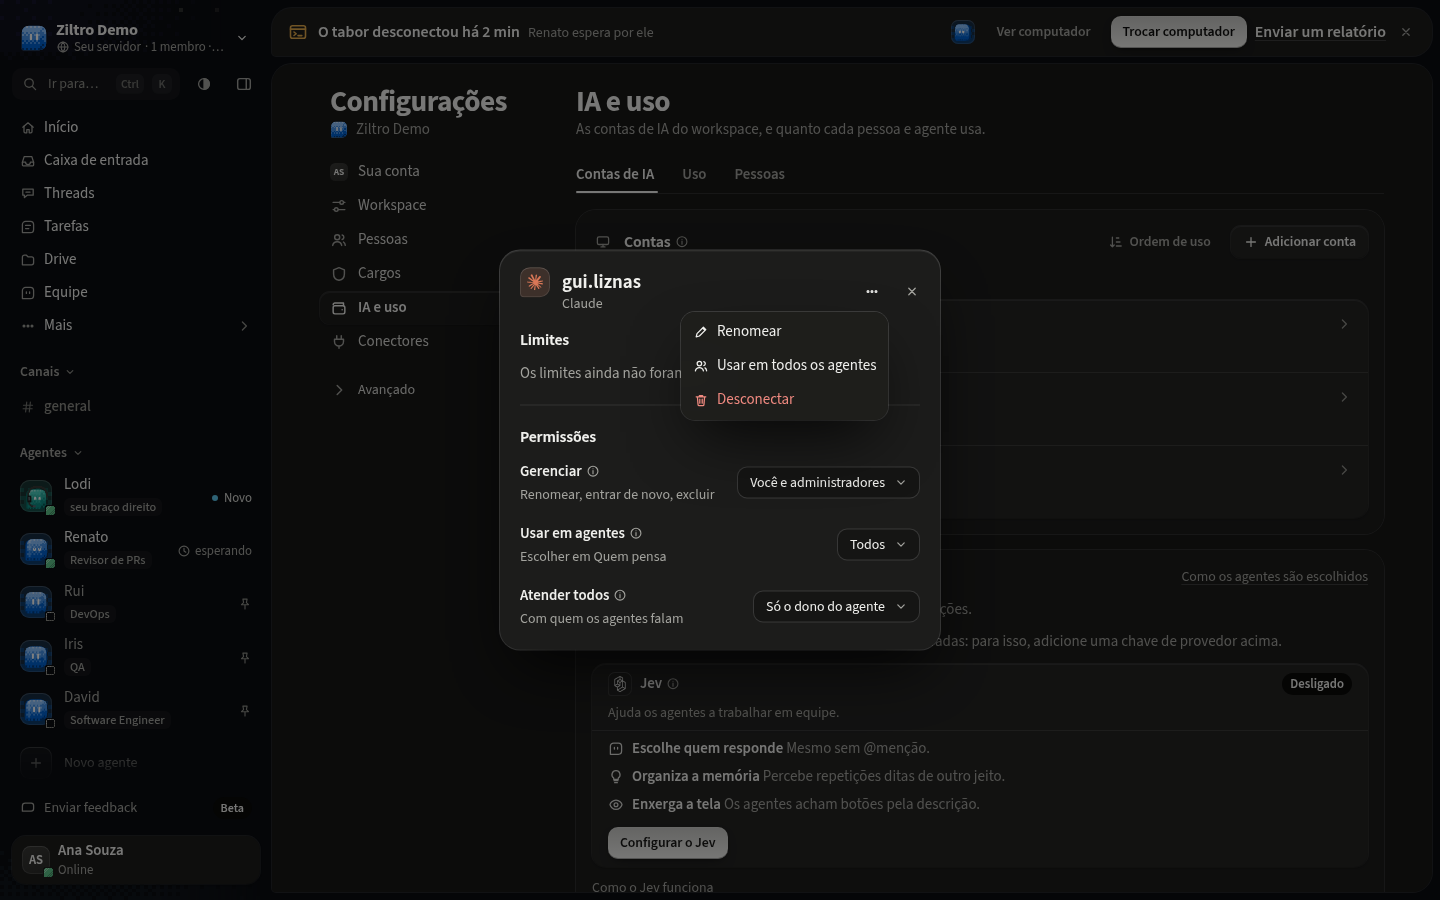 Ziltro Demo
Seu servidor · 1 membro ·…
Ir para… Ctrl K
Início
Caixa de entrada
Threads
Tarefas
Drive
Equipe
Mais
Canais
# general
Agentes
Lodi
seu braço direito
Novo
Renato
Revisor de PRs
esperando
Rui
DevOps
Iris
QA
David
Software Engineer
Novo agente
Enviar feedback Beta
AS Ana Souza
Online
O tabor desconectou há 2 min Renato espera por ele
Ver computador Trocar computador Enviar um relatório
Configurações
Ziltro Demo
AS Sua conta
Workspace
Pessoas
Cargos
IA e uso
Conectores
Avançado
IA e uso
As contas de IA do workspace, e quanto cada pessoa e agente usa.
Contas de IA Uso Pessoas
Contas
Ordem de uso
Adicionar conta
gui.liznas
Claude
Renomear
Usar em todos os agentes
Desconectar
Limites
Os limites ainda não
Permissões
Gerenciar
Renomear, entrar de novo, excluir
Você e administradores
Usar em agentes
Escolher em Quem pensa
Todos
Atender todos
Com quem os agentes falam
Só o dono do agente
Como os agentes são escolhidos
para isso, adicione uma chave de provedor acima.
Jev
Desligado
Ajuda os agentes a trabalhar em equipe.
Escolhe quem responde Mesmo sem @menção.
Organiza a memória Percebe repetições ditas de outro jeito.
Enxerga a tela Os agentes acham botões pela descrição.
Configurar o Jev
Como o Jev funciona